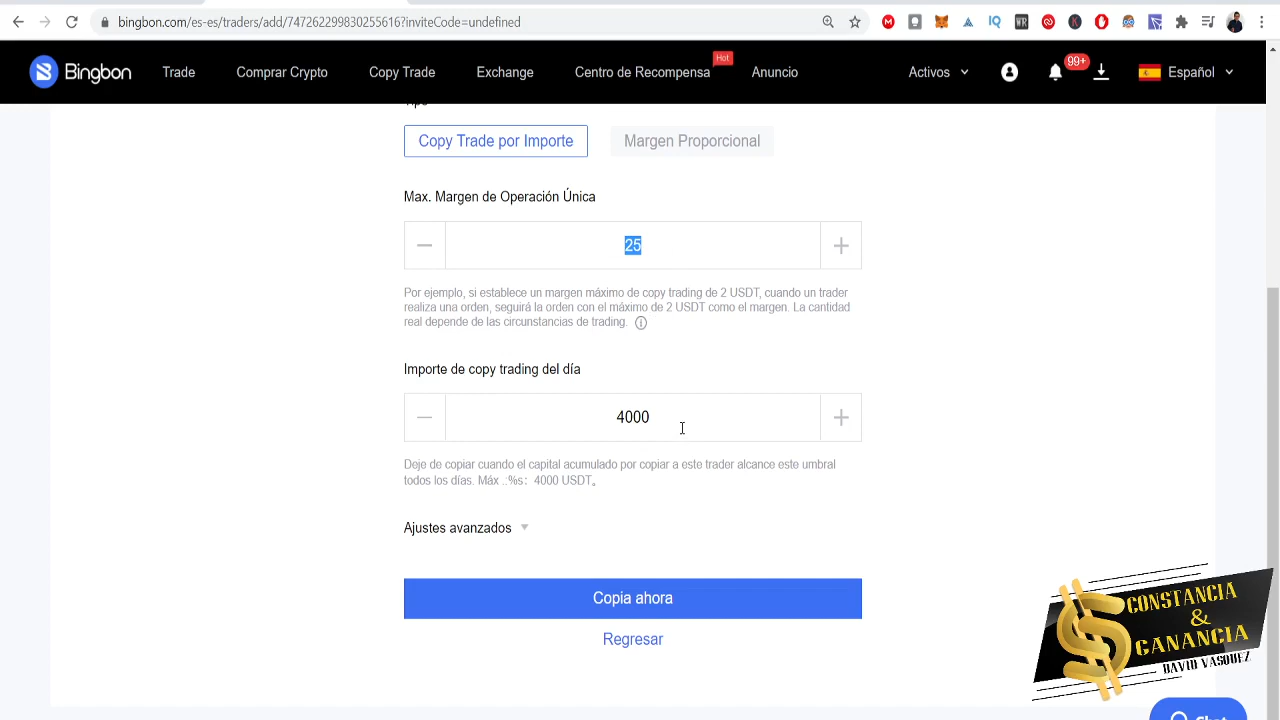 bingbon.com/es-es/traders/add/747262299830255616?inviteCode=undefined
Bingbon
Trade
Comprar Crypto
Copy Trade
Exchange
Centro de Recompensa
Hot
Anuncio
Activos
99+
Español
Tipo
Copy Trade por Importe
Margen Proporcional
Max. Margen de Operación Única
25
Por ejemplo, si establece un margen máximo de copy trading de 2 USDT, cuando un trader
realiza una orden, seguirá la orden con el máximo de 2 USDT como el margen. La cantidad
real depende de las circunstancias de trading.
Importe de copy trading del día
4000
Deje de copiar cuando el capital acumulado por copiar a este trader alcance este umbral
todos los días. Máx .:%s：4000 USDT。
Ajustes avanzados
Copia ahora
Regresar
CONSTANCIA
&
GANANCIA
DAVID VASQUEZ
Chat